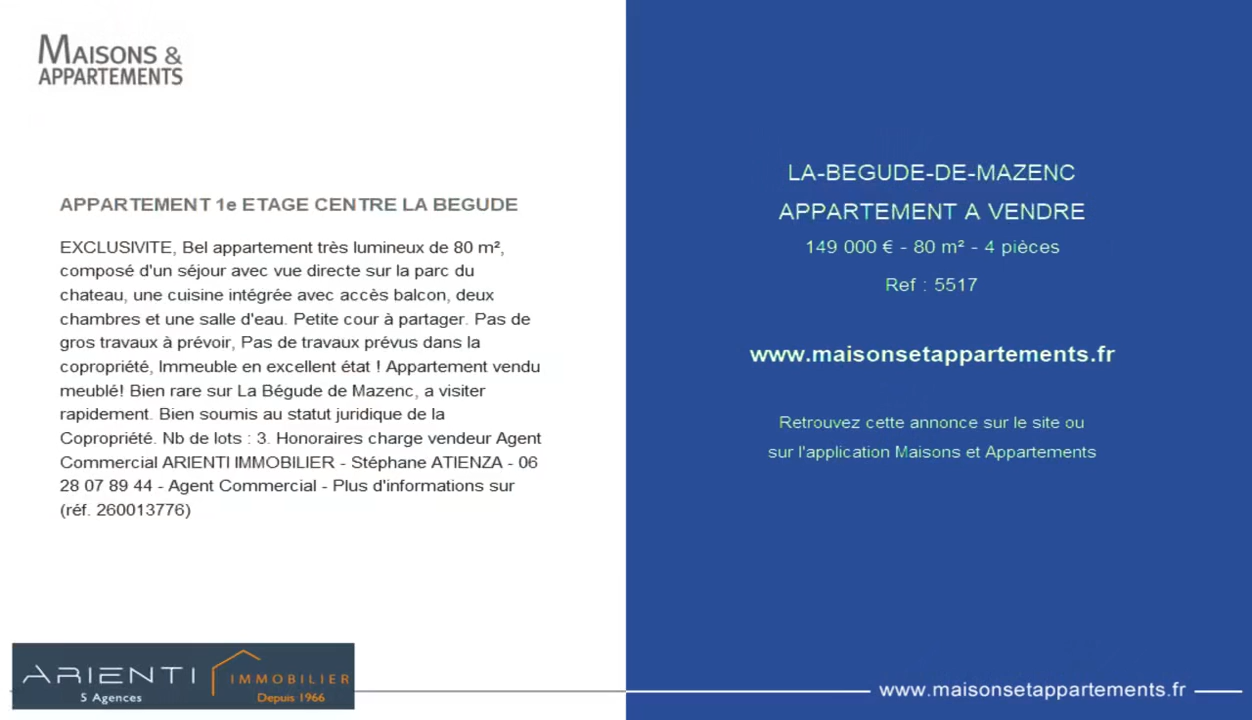 MAISONS &
APPARTEMENTS
APPARTEMENT 1e ETAGE CENTRE LA BEGUDE
EXCLUSIVITE, Bel appartement très lumineux de 80 m²,
composé d'un séjour avec vue directe sur la parc du
chateau, une cuisine intégrée avec accès balcon, deux
chambres et une salle d'eau. Petite cour à partager. Pas de
gros travaux à prévoir, Pas de travaux prévus dans la
copropriété, Immeuble en excellent état ! Appartement vendu
meublé! Bien rare sur La Bégude de Mazenc, a visiter
rapidement. Bien soumis au statut juridique de la
Copropriété. Nb de lots : 3. Honoraires charge vendeur Agent
Commercial ARIENTI IMMOBILIER - Stéphane ATIENZA - 06
28 07 89 44 - Agent Commercial - Plus d'informations sur
(réf. 260013776)
ARIENTI IMMOBILIER
5 Agences Depuis 1966
LA-BEGUDE-DE-MAZENC
APPARTEMENT A VENDRE
149 000 € - 80 m² - 4 pièces
Ref : 5517
www.maisonsetappartements.fr
Retrouvez cette annonce sur le site ou
sur l'application Maisons et Appartements
www.maisonsetappartements.fr